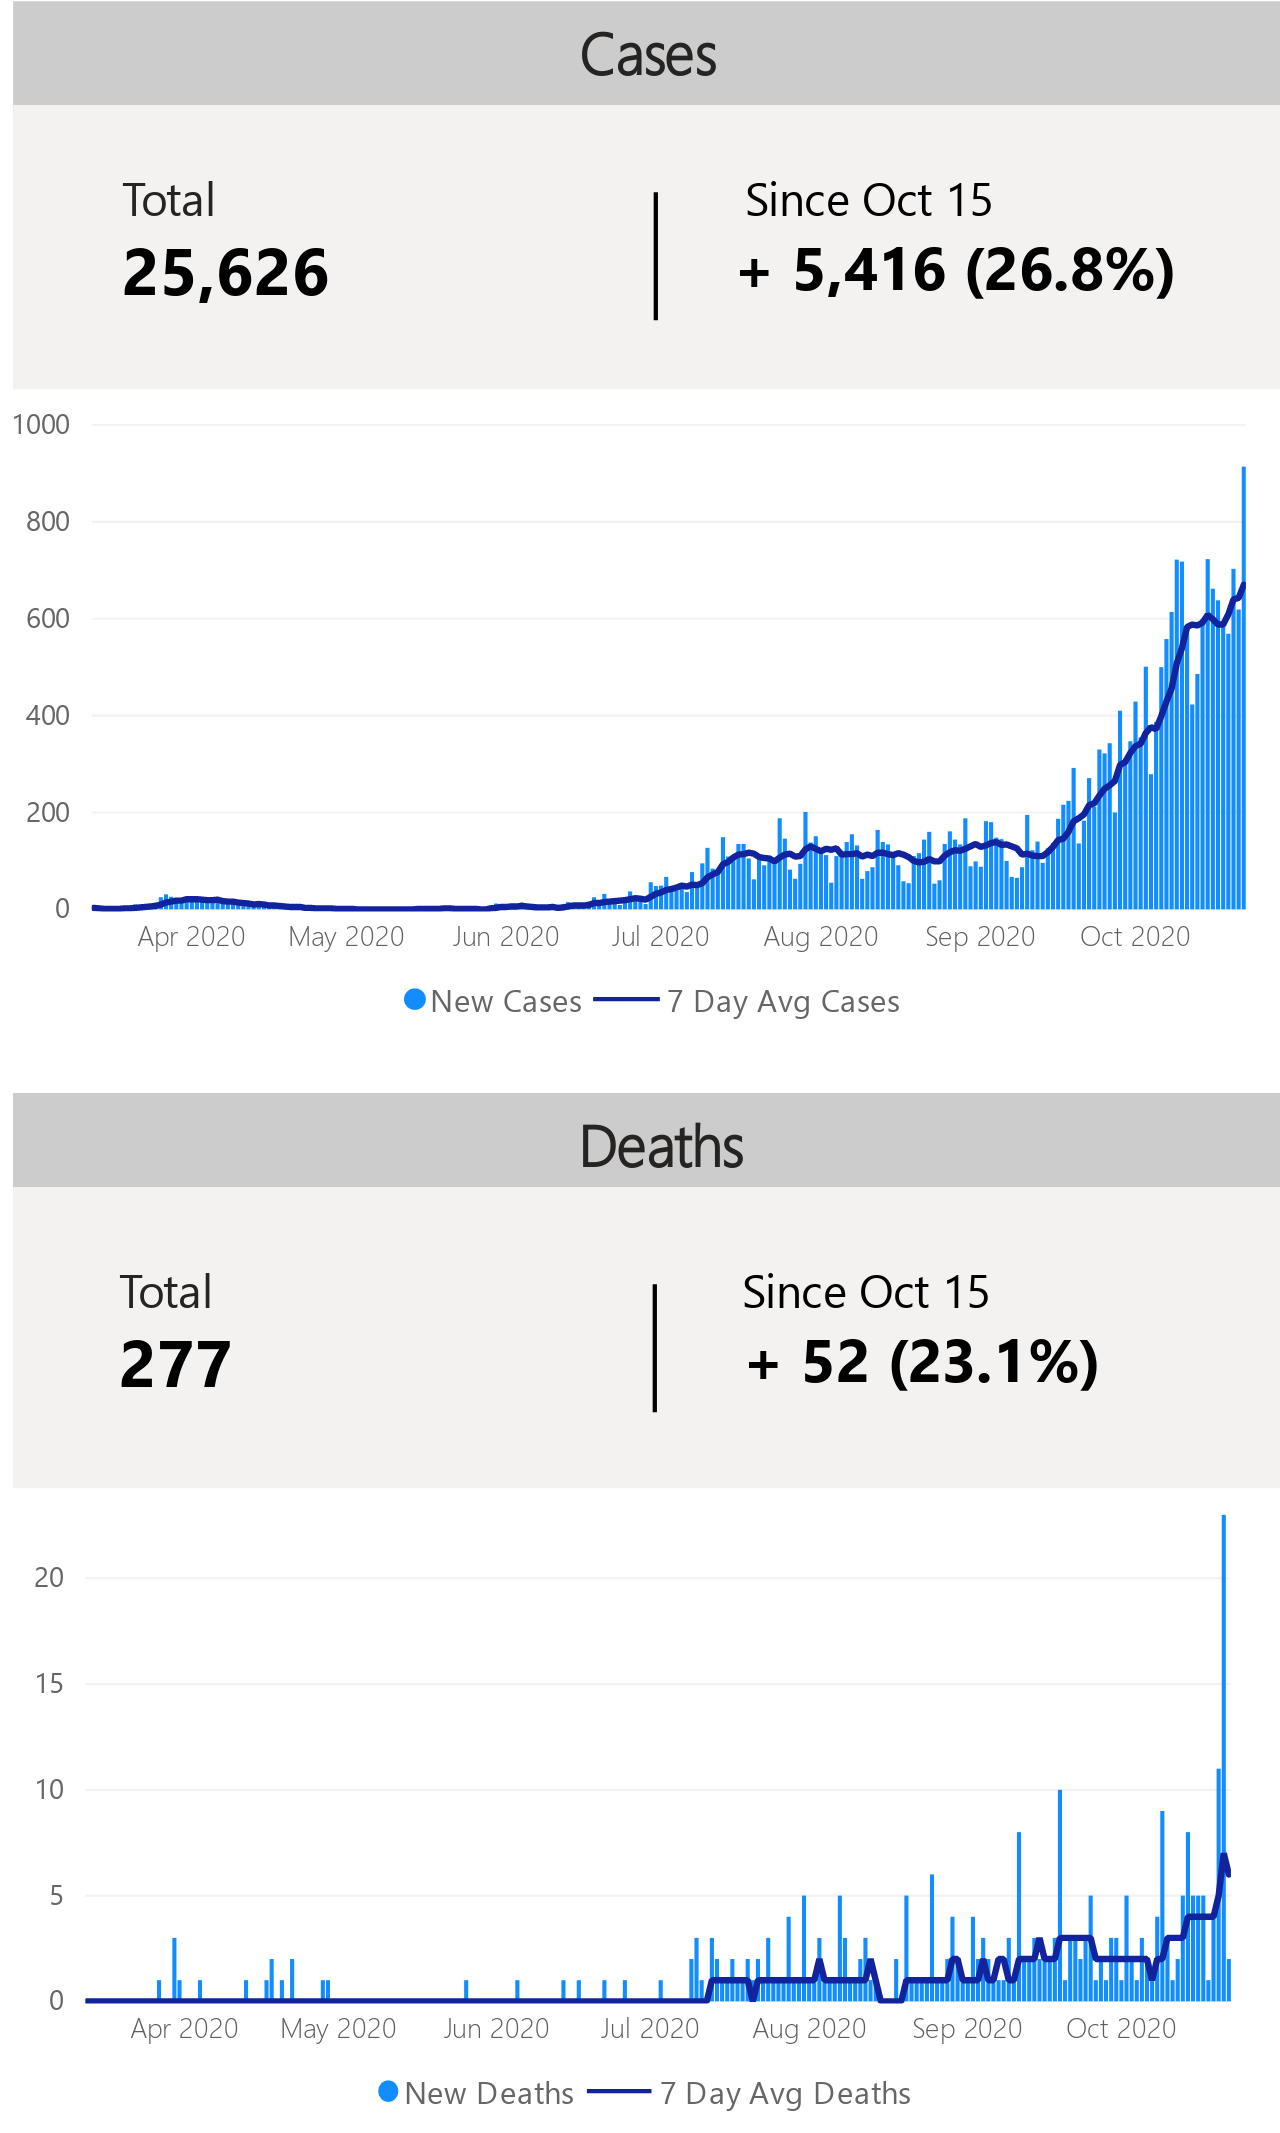 Cases
Total
Since Oct 15
25,626
+ 5,416 (26.8%)
1000
800
600
400
200
0
Apr 2020 May 2020 Jun 2020 Jul 2020 Aug 2020 Sep 2020 Oct 2020
New Cases 7 Day Avg Cases
Deaths
Total
Since Oct 15
277
+ 52 (23.1%)
20
15
10
5
0
Apr 2020 May 2020 Jun 2020 Jul 2020 Aug 2020 Sep 2020 Oct 2020
New Deaths 7 Day Avg Deaths